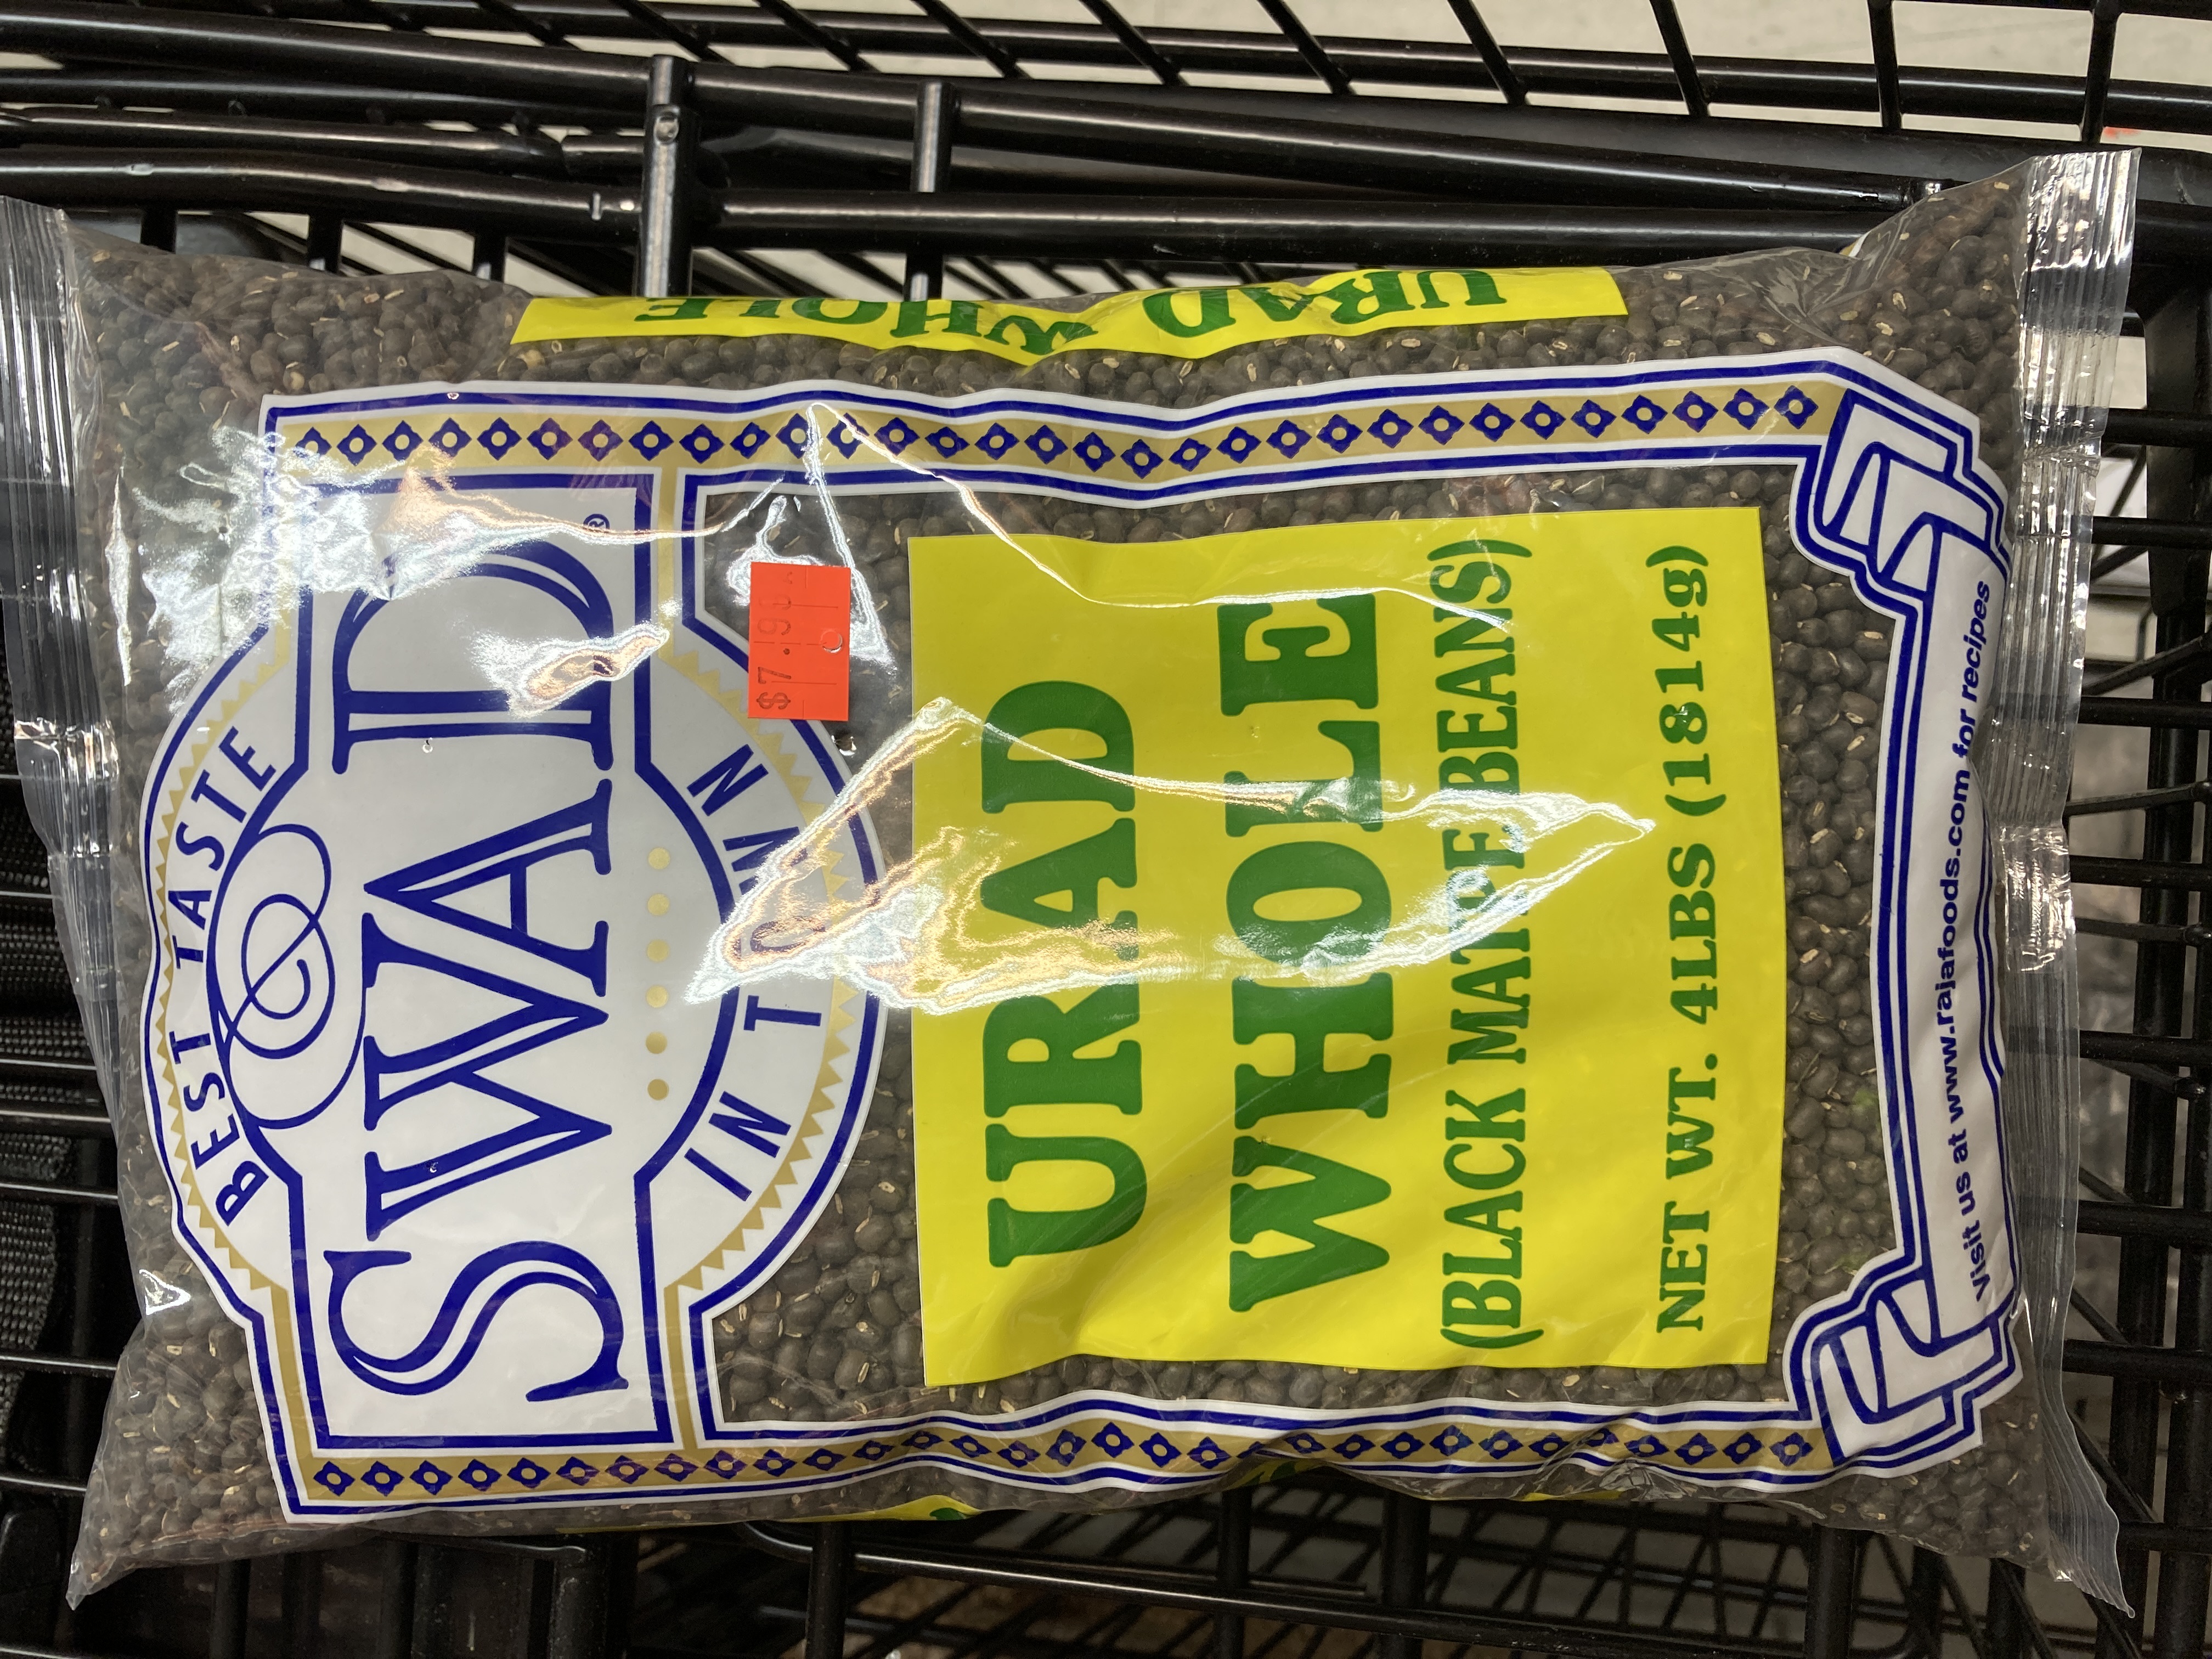 BEST TASTE
SWAD®
IN TOWN
$7.99
URAD
WHOLE
(BLACK MATPE BEANS)
NET WT. 4LBS (1814g)
Visit us at www.rajafoods.com for recipes
URAD WHOLE